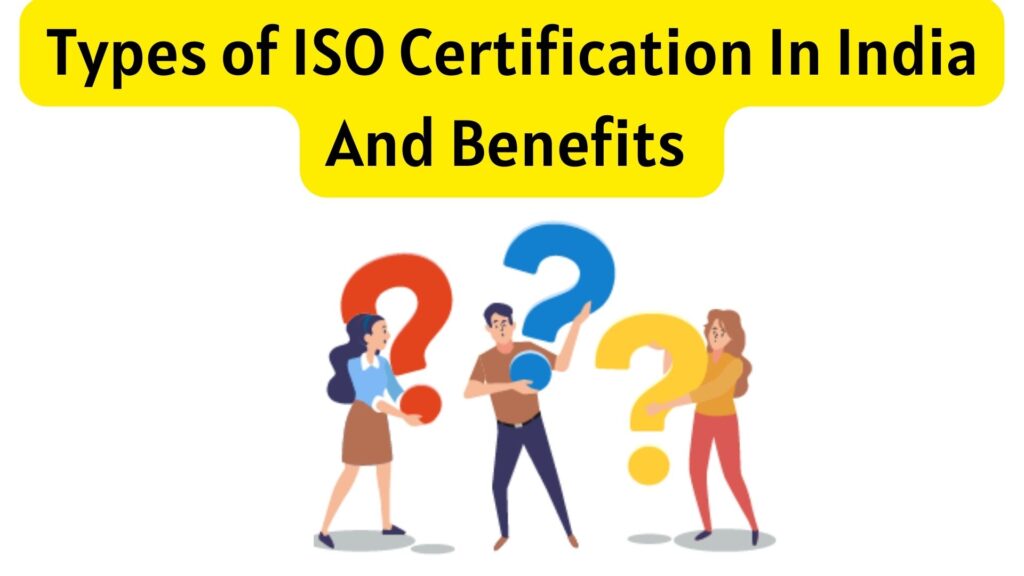 Types of ISO Certification In India
And Benefits